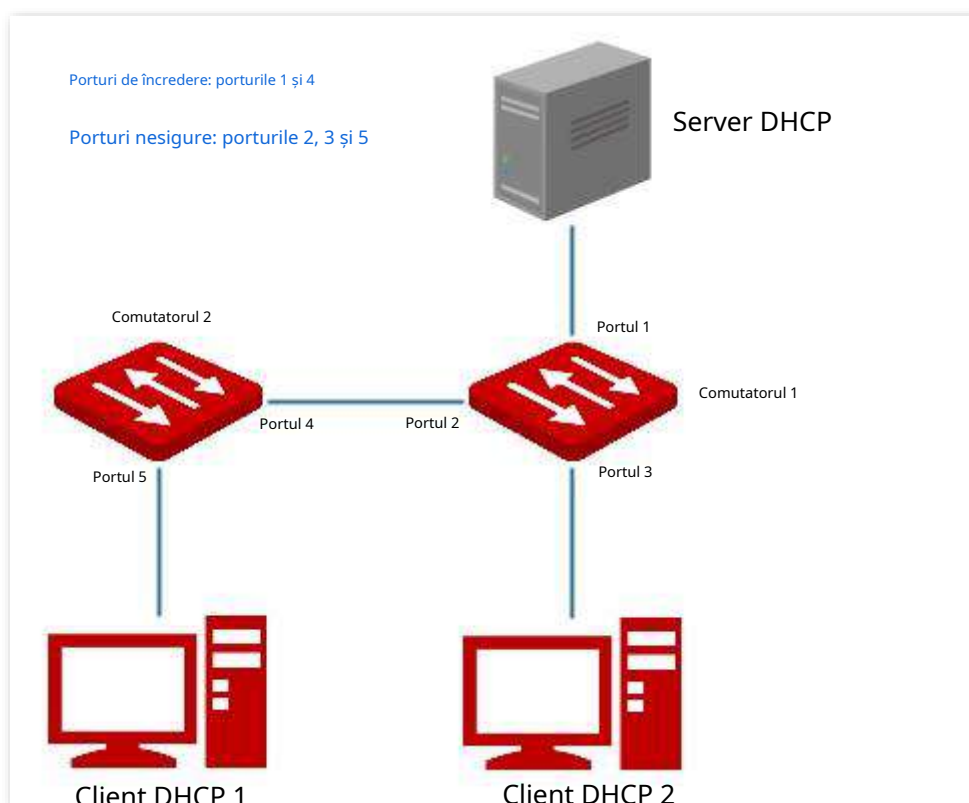 Porturi de încredere: porturile 1 și 4
Porturi nesigure: porturile 2, 3 și 5
Server DHCP
Comutatorul 2
Portul 1
Comutatorul 1
Portul 4
Portul 2
Portul 5
Portul 3
Client DHCP 1
Client DHCP 2